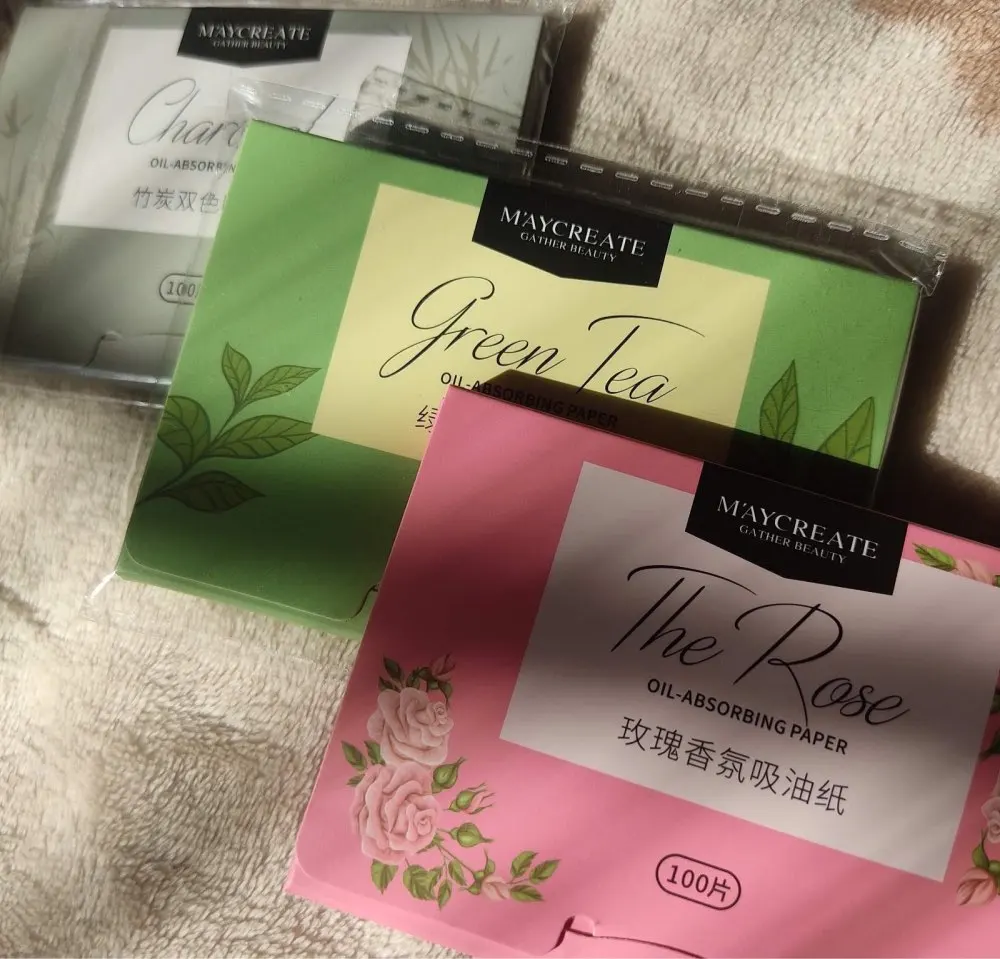 M'AYCREATE
GATHER BEAUTY
OIL-ABSORBIN
竹炭双色
100
M'AYCREATE
GATHER BEAUTY
Green Tea
OIL-ABSORBING PAPER
M'AYCREATE
GATHER BEAUTY
The Rose
OIL-ABSORBING PAPER
玫瑰香氛吸油纸
100片